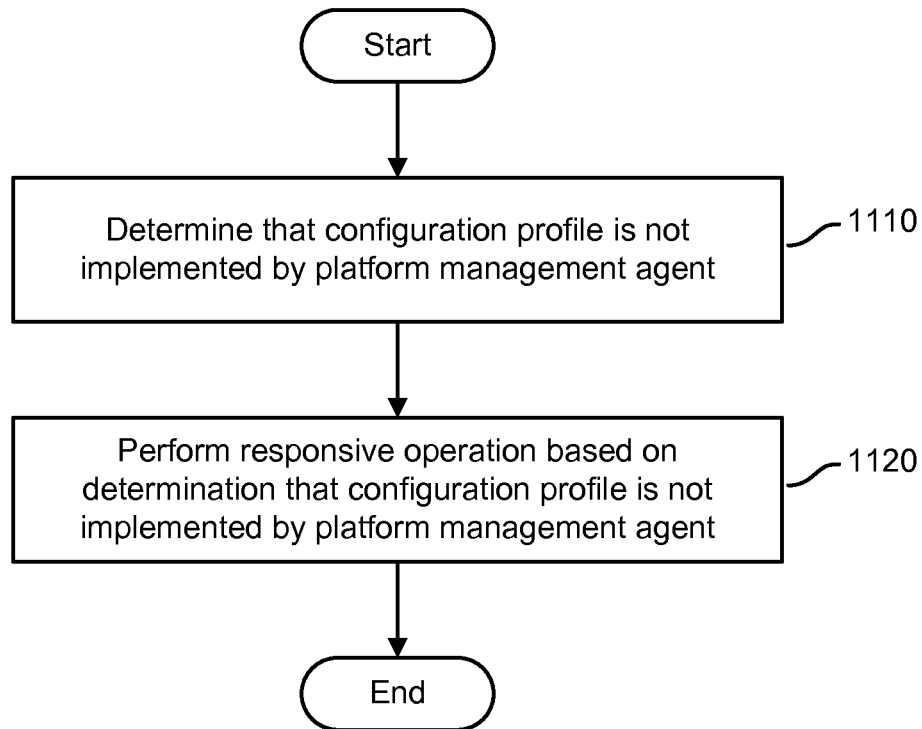 Start
Determine that configuration profile is not
implemented by platform management agent
1110
Perform responsive operation based on
determination that configuration profile is not
implemented by platform management agent
1120
End